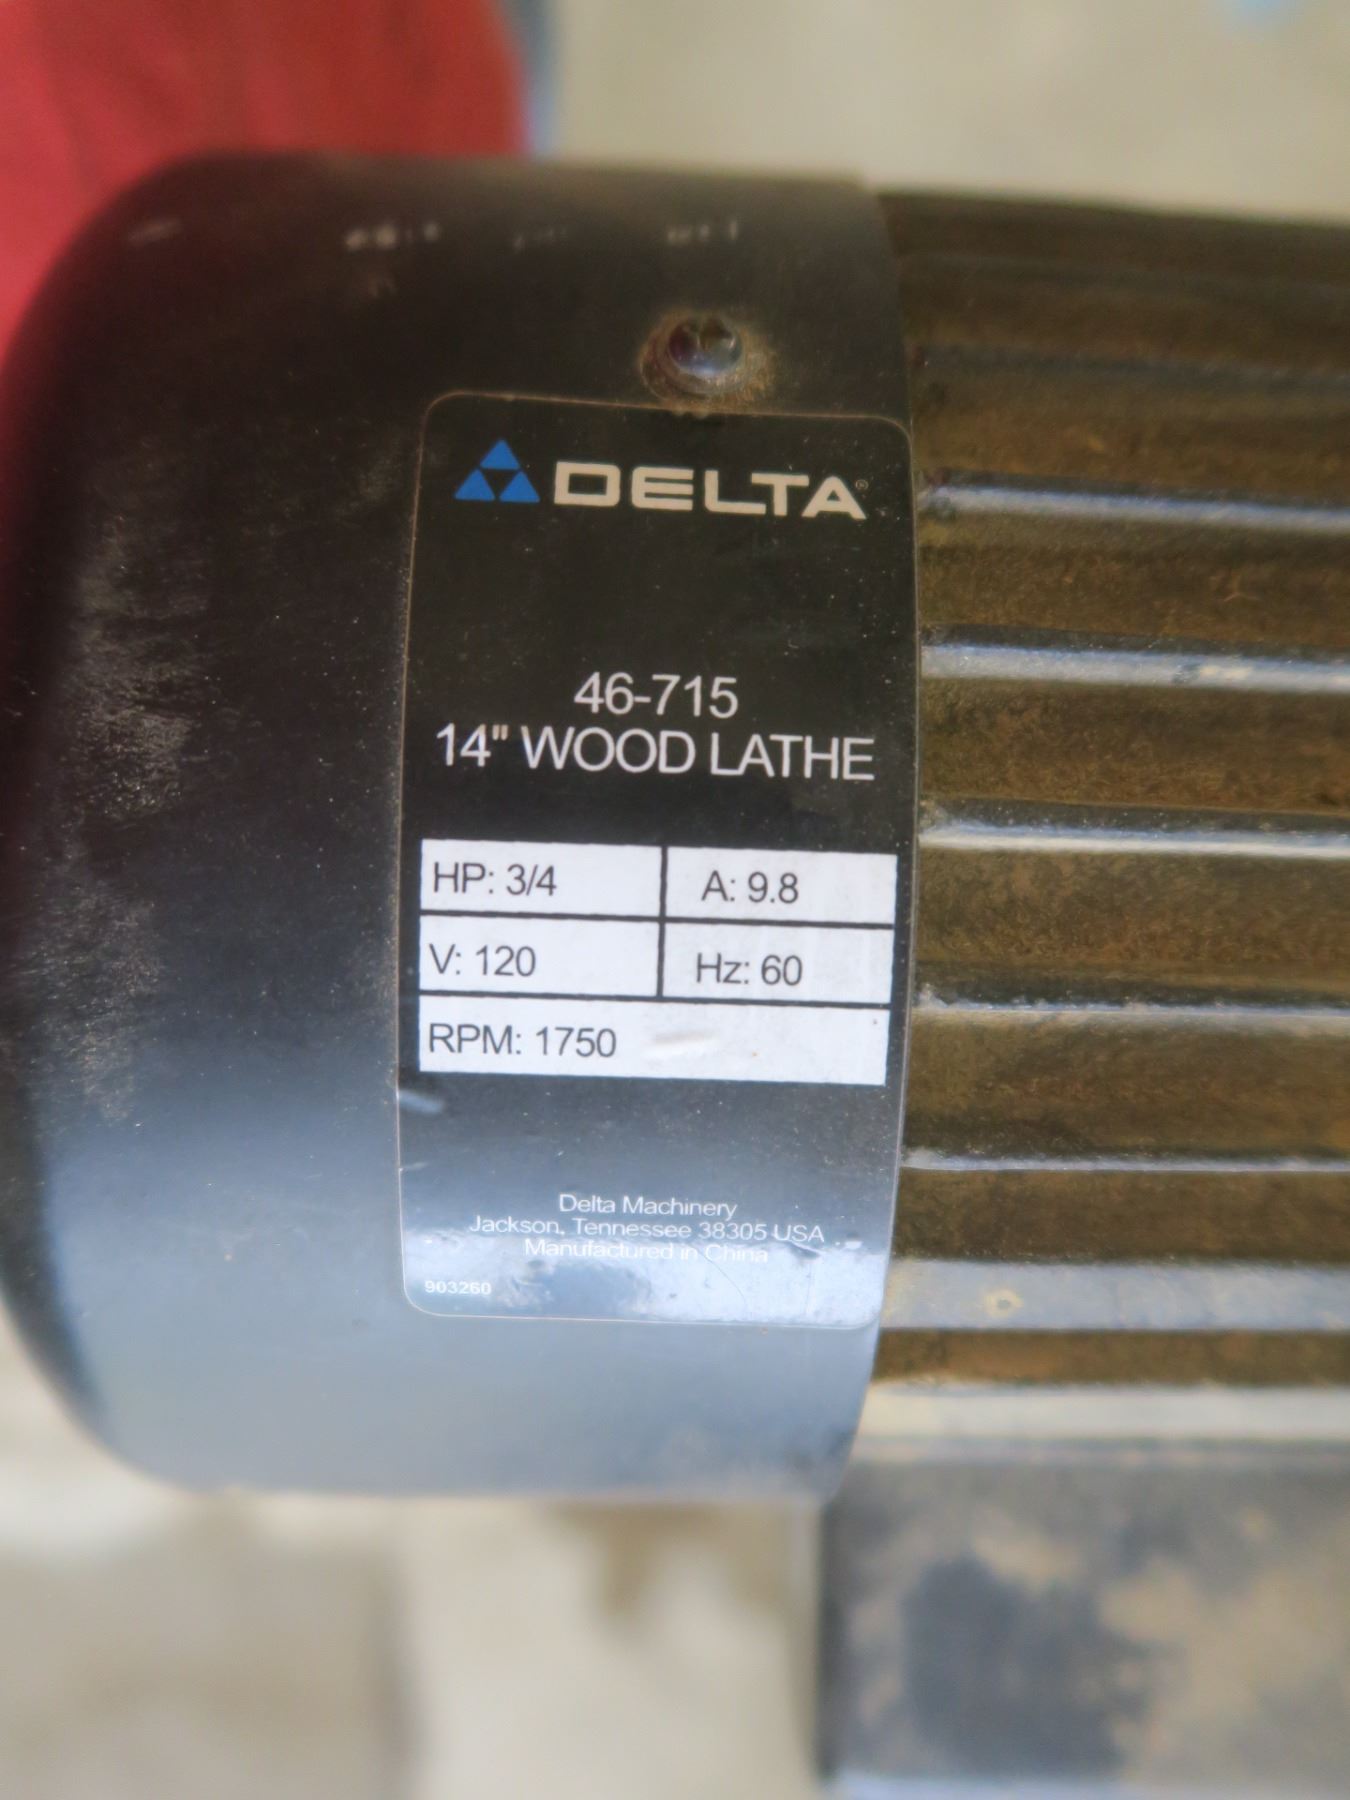 DELTA®
46-715
14" WOOD LATHE
HP: 3/4 A: 9.8
V: 120 Hz: 60
RPM: 1750
Delta Machinery
Jackson, Tennessee 38305 USA
Manufactured in China
903260